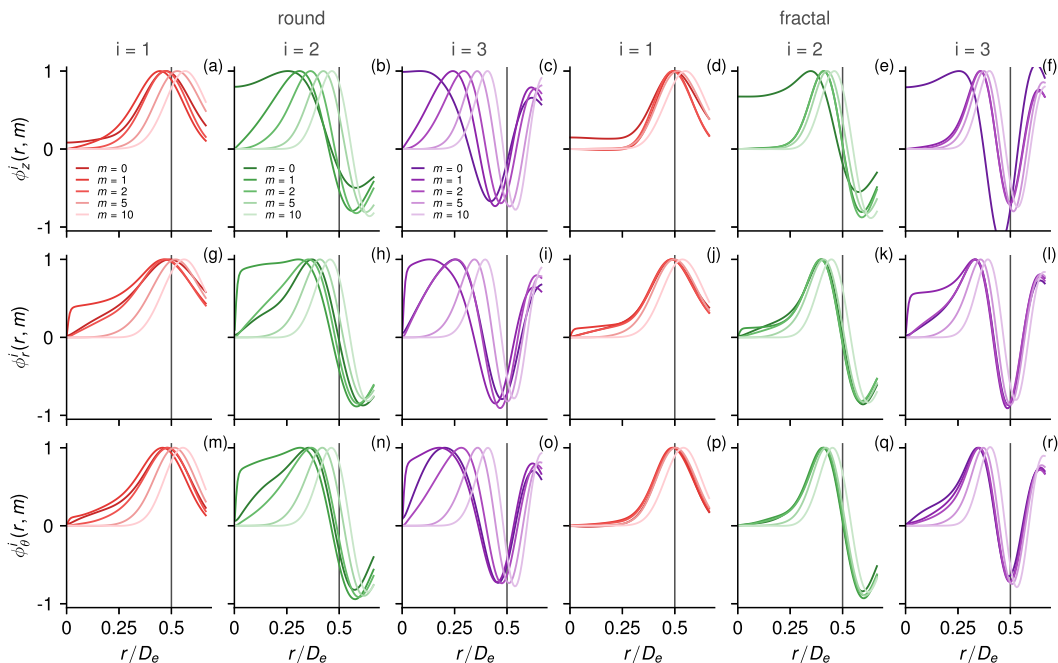 round fractal
i = 1 i = 2 i = 3 i = 1 i = 2 i = 3
(a) (b) (c) (d) (e) (f)
1
0
-1
ϕ_z^i(r, m)
m = 0 m = 0 m = 0
m = 1 m = 1 m = 1
m = 2 m = 2 m = 2
m = 5 m = 5 m = 5
m = 10 m = 10 m = 10
(g) (h) (i) (j) (k) (l)
1
0
-1
ϕ_r^i(r, m)
(m) (n) (o) (p) (q) (r)
1
0
-1
ϕ_θ^i(r, m)
0 0.25 0.5 0 0.25 0.5 0 0.25 0.5 0 0.25 0.5 0 0.25 0.5 0 0.25 0.5
r/D_e r/D_e r/D_e r/D_e r/D_e r/D_e